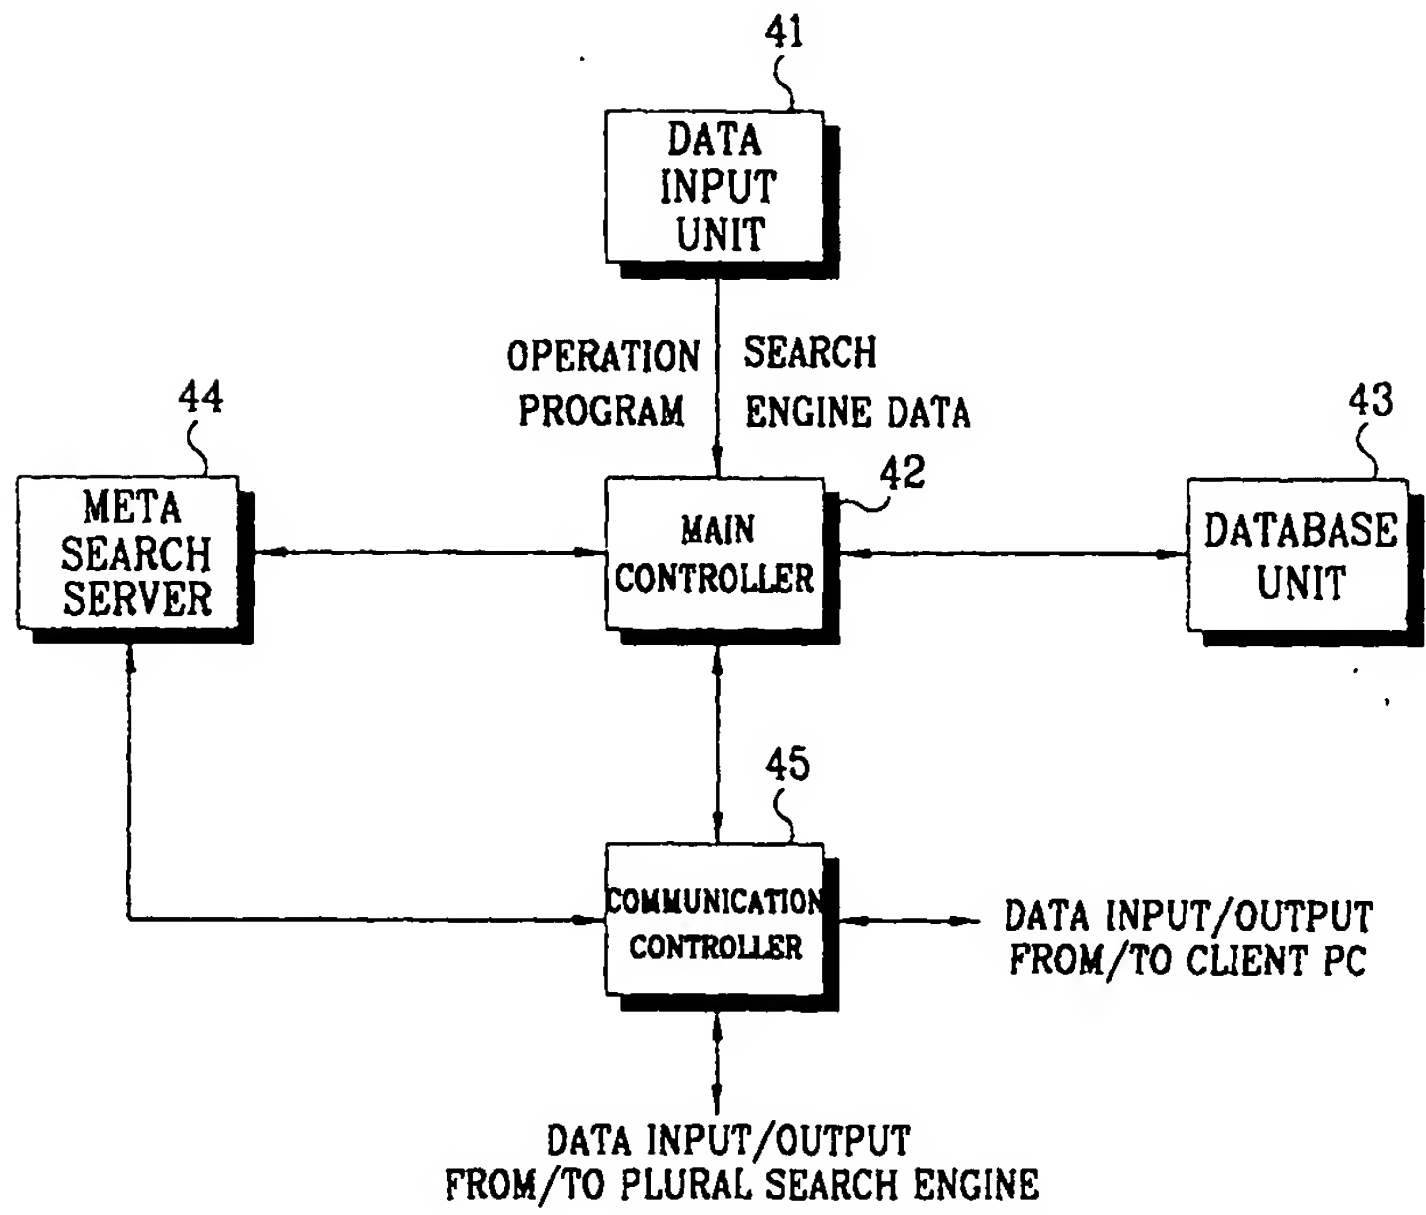 41
DATA
INPUT
UNIT
OPERATION
PROGRAM
SEARCH
ENGINE DATA
44
META
SEARCH
SERVER
42
MAIN
CONTROLLER
43
DATABASE
UNIT
45
COMMUNICATION
CONTROLLER
DATA INPUT/OUTPUT
FROM/TO CLIENT PC
DATA INPUT/OUTPUT
FROM/TO PLURAL SEARCH ENGINE